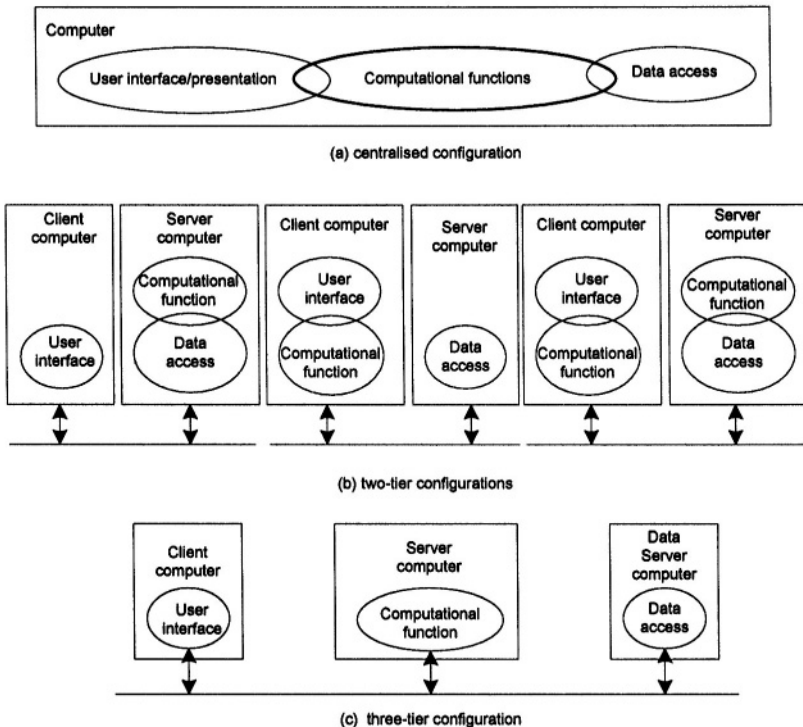 Computer
User interface/presentation
Computational functions
Data access
(a) centralised configuration
Client
computer
User
interface
Server
computer
Computational
function
Data
access
Client computer
User
interface
Computational
function
Server
computer
Data
access
Client computer
User
interface
Computational
function
Server
computer
Computational
function
Data
access
(b) two-tier configurations
Client
computer
User
interface
Server
computer
Computational
function
Data
Server
computer
Data
access
(c) three-tier configuration